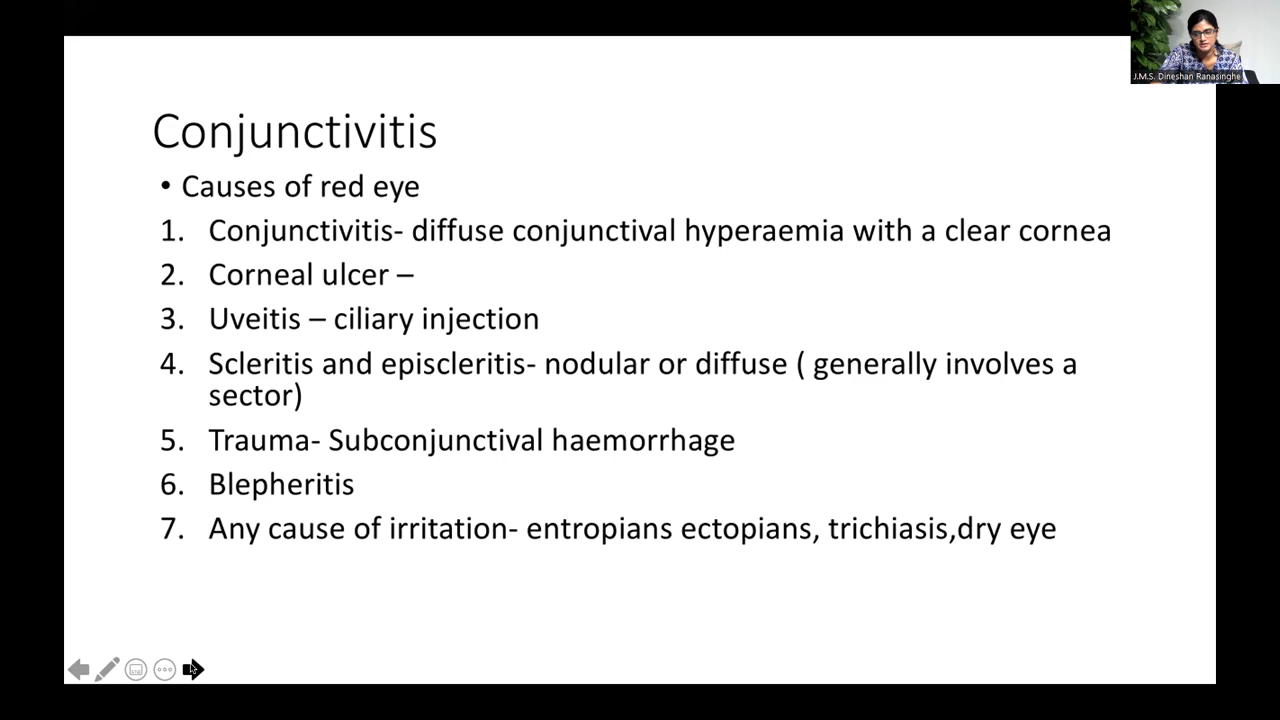 J.M.S. Dineshan Ranasinghe
Conjunctivitis
• Causes of red eye
1. Conjunctivitis- diffuse conjunctival hyperaemia with a clear cornea
2. Corneal ulcer –
3. Uveitis – ciliary injection
4. Scleritis and episcleritis- nodular or diffuse ( generally involves a
sector)
5. Trauma- Subconjunctival haemorrhage
6. Blepheritis
7. Any cause of irritation- entropians ectopians, trichiasis,dry eye